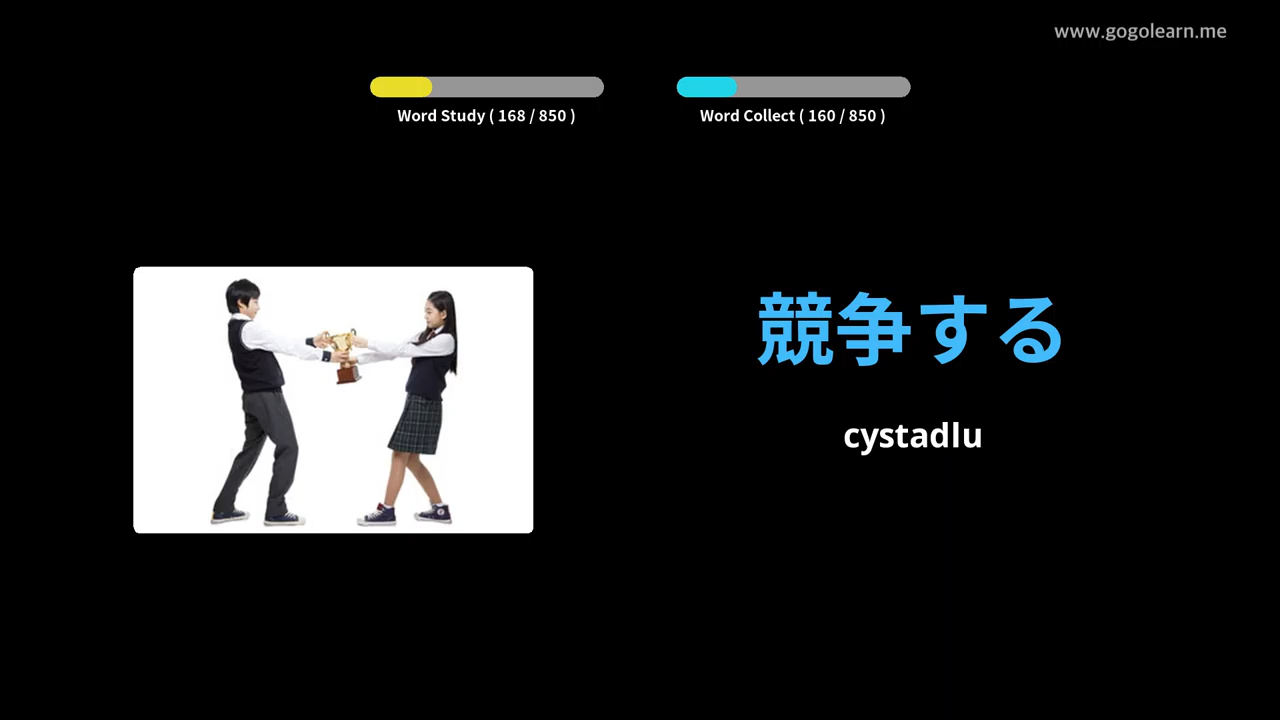 www.gogolearn.me
Word Study ( 168 / 850 )
Word Collect ( 160 / 850 )
競争する
cystadlu